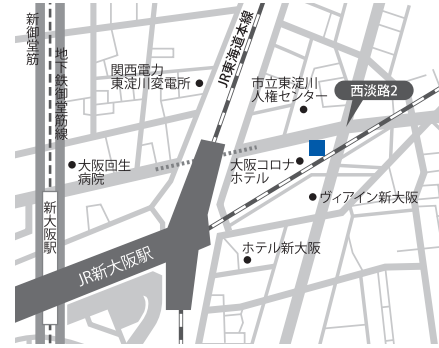 新御堂筋
地下鉄御堂筋線
JR東海道本線
関西電力
東淀川変電所
市立東淀川
人権センター
西淡路2
大阪回生
病院
大阪コロナ
ホテル
ヴィアイン新大阪
新大阪駅
ホテル新大阪
JR新大阪駅